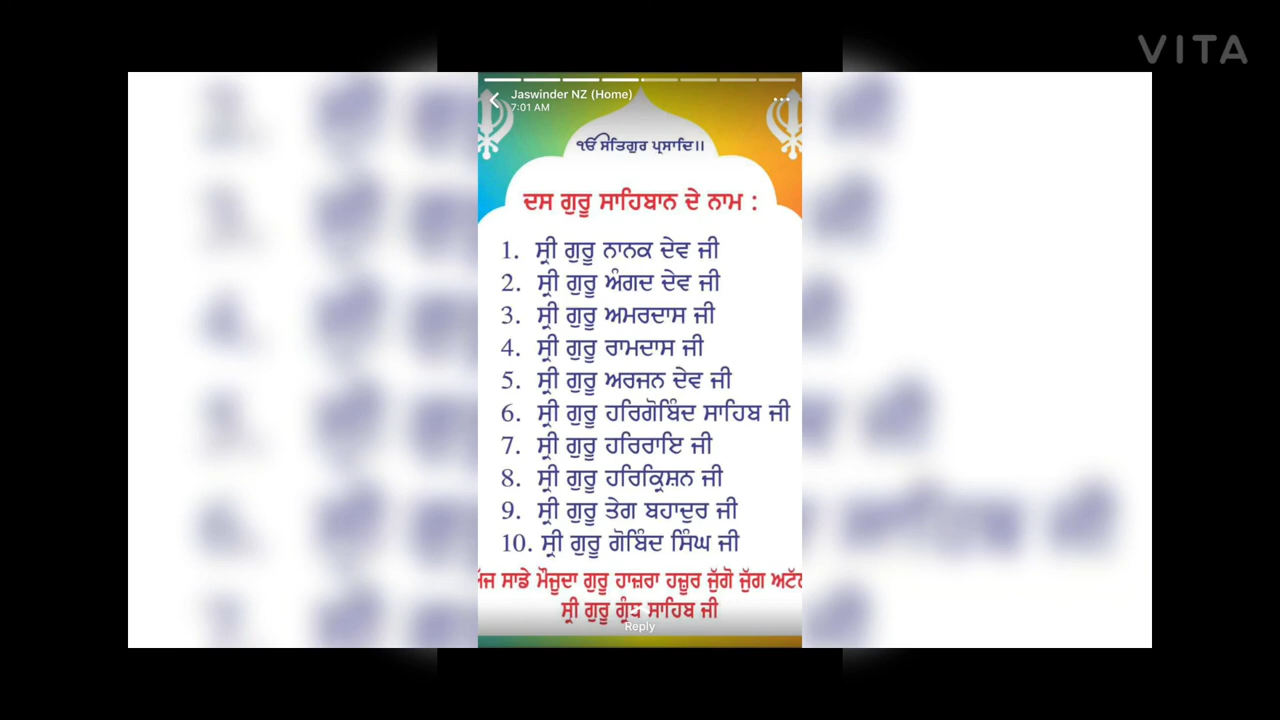 VITA
Jaswinder NZ (Home)
7:01 AM
ੴ ਸਤਿਗੁਰ ਪ੍ਰਸਾਦਿ।।
ਦਸ ਗੁਰੂ ਸਾਹਿਬਾਨ ਦੇ ਨਾਮ :
1. ਸ੍ਰੀ ਗੁਰੂ ਨਾਨਕ ਦੇਵ ਜੀ
2. ਸ੍ਰੀ ਗੁਰੂ ਅੰਗਦ ਦੇਵ ਜੀ
3. ਸ੍ਰੀ ਗੁਰੂ ਅਮਰਦਾਸ ਜੀ
4. ਸ੍ਰੀ ਗੁਰੂ ਰਾਮਦਾਸ ਜੀ
5. ਸ੍ਰੀ ਗੁਰੂ ਅਰਜਨ ਦੇਵ ਜੀ
6. ਸ੍ਰੀ ਗੁਰੂ ਹਰਿਗੋਬਿੰਦ ਸਾਹਿਬ ਜੀ
7. ਸ੍ਰੀ ਗੁਰੂ ਹਰਿਰਾਇ ਜੀ
8. ਸ੍ਰੀ ਗੁਰੂ ਹਰਿਕ੍ਰਿਸ਼ਨ ਜੀ
9. ਸ੍ਰੀ ਗੁਰੂ ਤੇਗ ਬਹਾਦੁਰ ਜੀ
10. ਸ੍ਰੀ ਗੁਰੂ ਗੋਬਿੰਦ ਸਿੰਘ ਜੀ
ਸਾਡੇ ਮੌਜੂਦਾ ਗੁਰੂ ਹਾਜ਼ਰਾ ਹਜ਼ੂਰ ਜੁੱਗੋ ਜੁੱਗ
ਸ੍ਰੀ ਗੁਰੂ ਗ੍ਰੰਥ ਸਾਹਿਬ ਜੀ
Reply